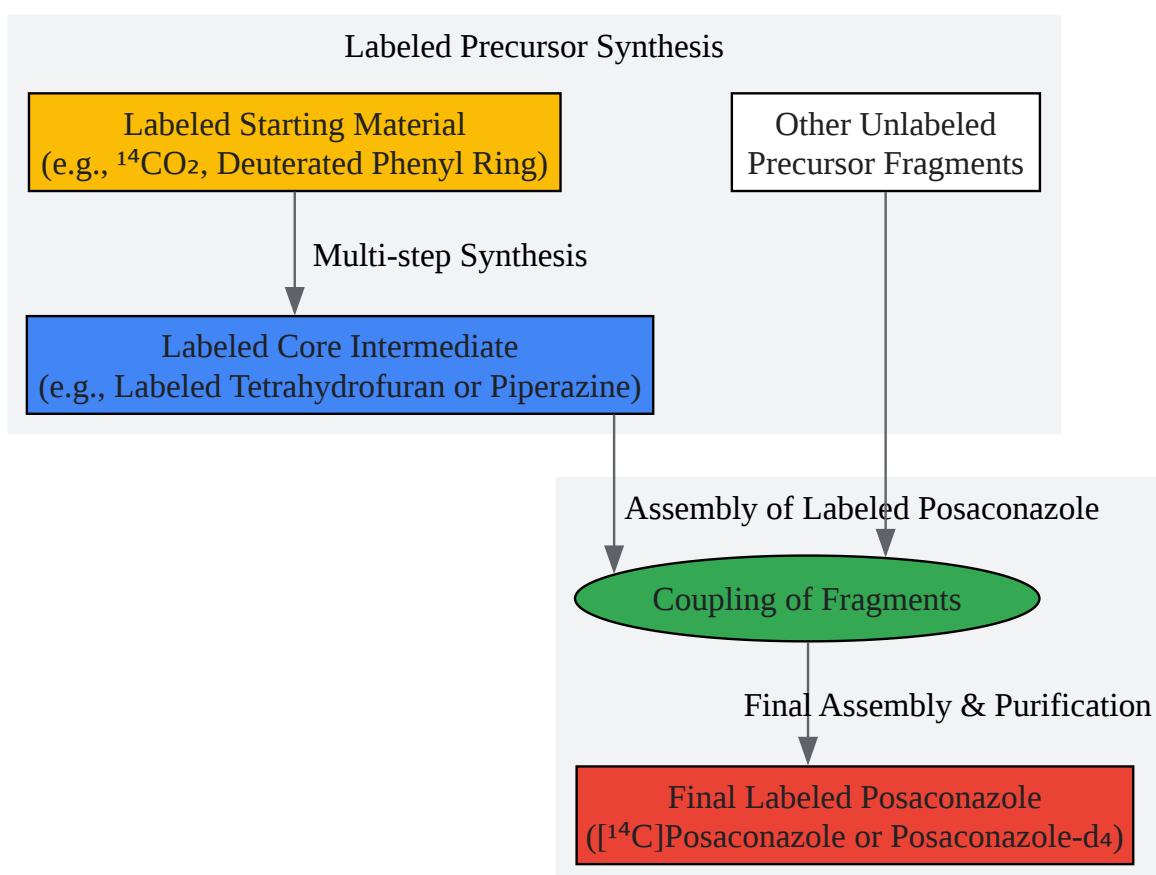 Labeled Precursor Synthesis
Labeled Starting Material
(e.g., ¹⁴CO₂, Deuterated Phenyl Ring)
Other Unlabeled
Precursor Fragments
Multi-step Synthesis
Labeled Core Intermediate
(e.g., Labeled Tetrahydrofuran or Piperazine)
Assembly of Labeled Posaconazole
Coupling of Fragments
Final Assembly & Purification
Final Labeled Posaconazole
([¹⁴C]Posaconazole or Posaconazole-d₄)